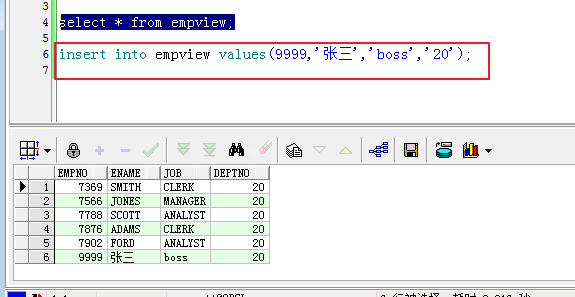 3
4 select * from empview;
5
6 insert into empview values(9999,'张三','boss','20');
7
EMPNO ENAME JOB DEPTNO
1 7369 SMITH CLERK 20
2 7566 JONES MANAGER 20
3 7788 SCOTT ANALYST 20
4 7876 ADAMS CLERK 20
5 7902 FORD ANALYST 20
6 9999 张三 boss 20